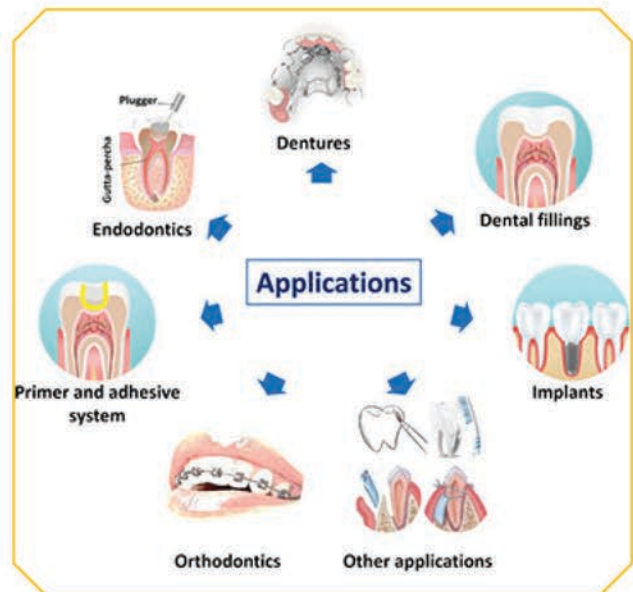 Plugger
Gutta-percha
Endodontics
Dentures
Dental fillings
Applications
Primer and adhesive
system
Implants
Orthodontics
Other applications